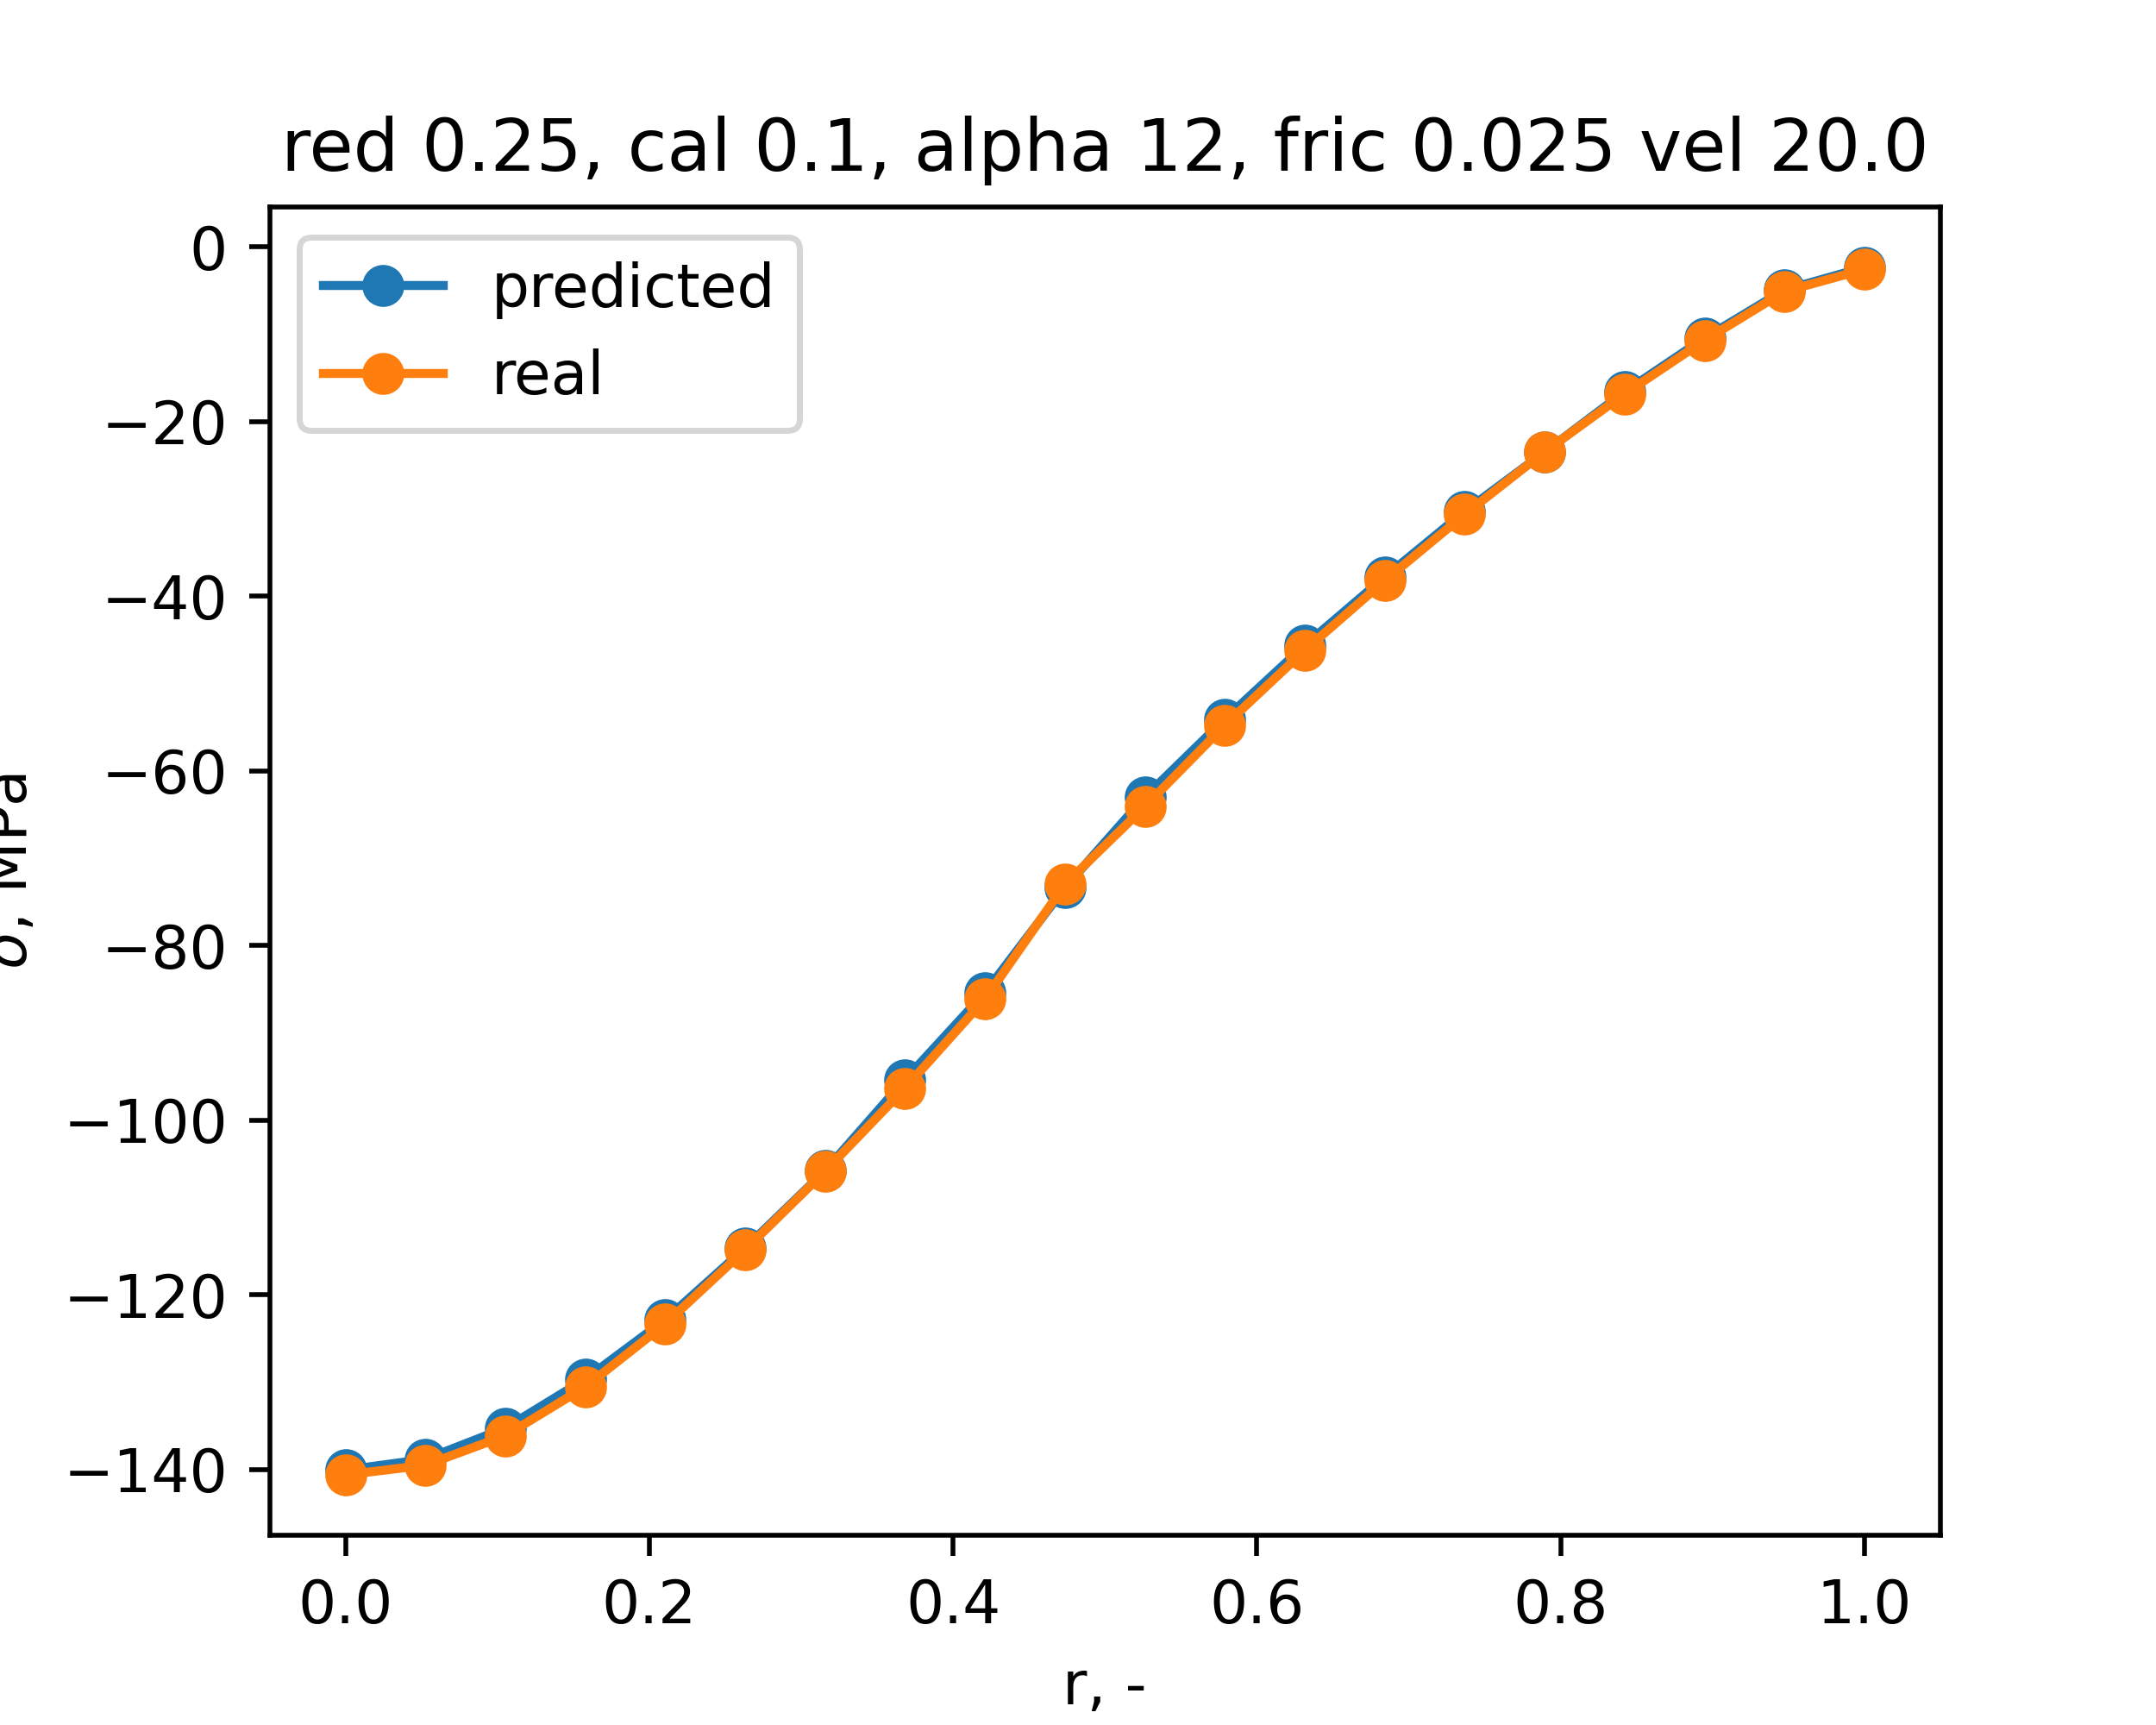 red 0.25, cal 0.1, alpha 12, fric 0.025 vel 20.0
predicted
real
0
−20
−40
−60
−80
−100
−120
−140
σ, MPa
0.0 0.2 0.4 0.6 0.8 1.0
r, -